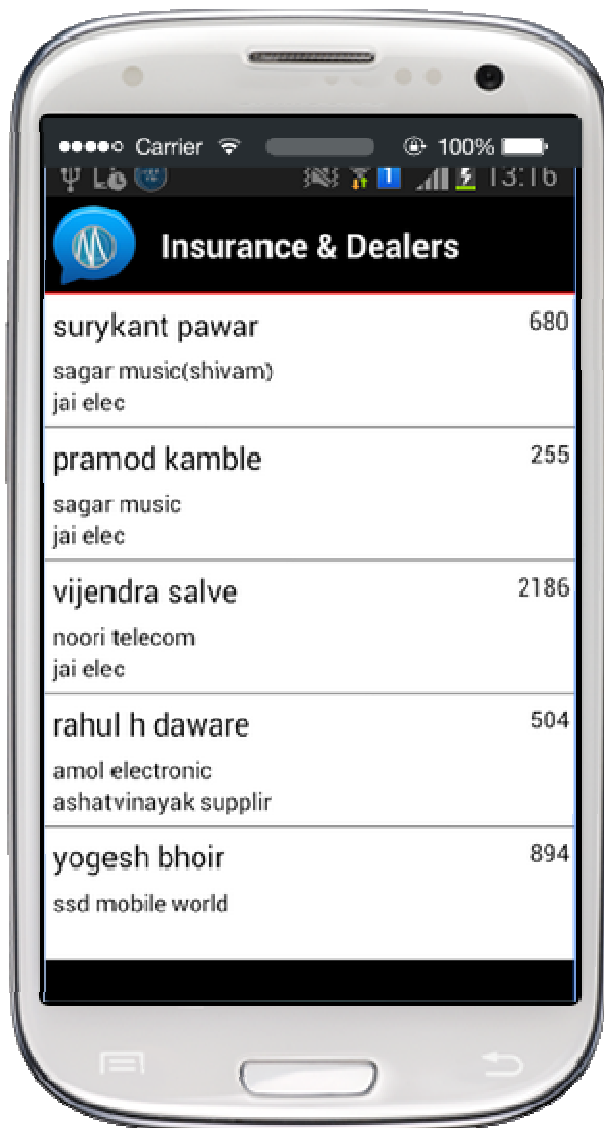 Carrier 100%
1 13:16
Insurance & Dealers
surykant pawar 680
sagar music(shivam)
jai elec
pramod kamble 255
sagar music
jai elec
vijendra salve 2186
noori telecom
jai elec
rahul h daware 504
amol electronic
ashatvinayak supplir
yogesh bhoir 894
ssd mobile world